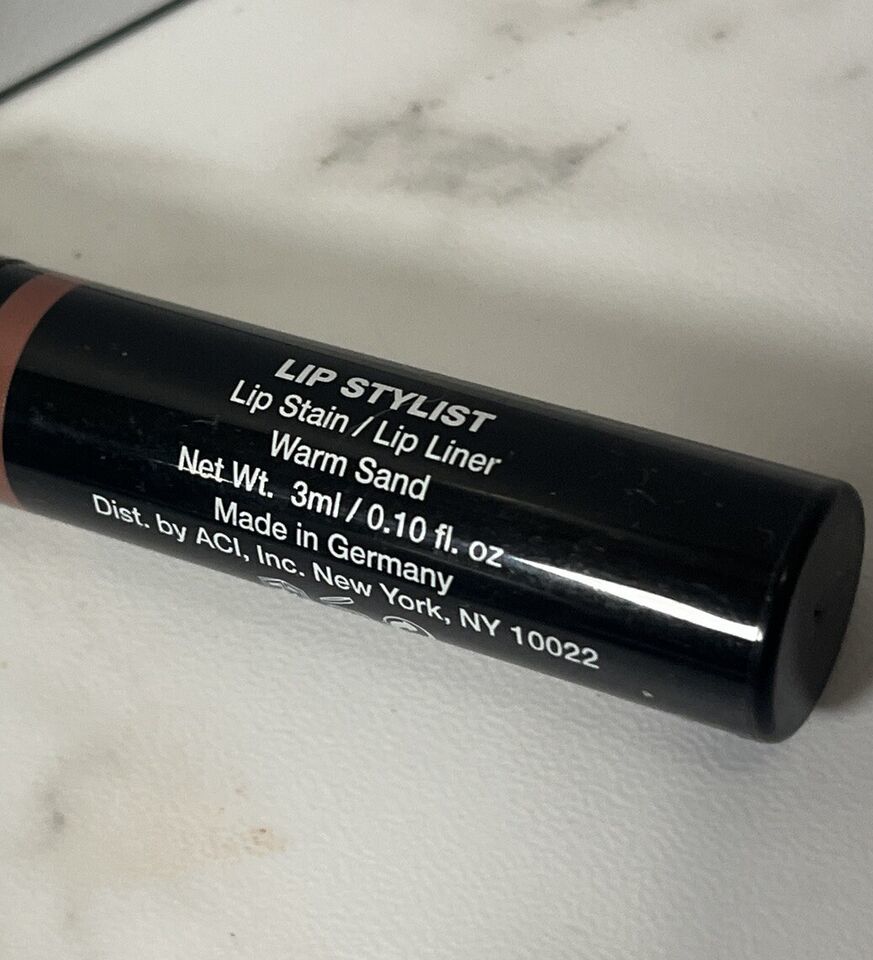 LIP STYLIST
Lip Stain / Lip Liner
Warm Sand
Net Wt. 3ml / 0.10 fl. oz
Made in Germany
Dist. by ACI, Inc. New York, NY 10022